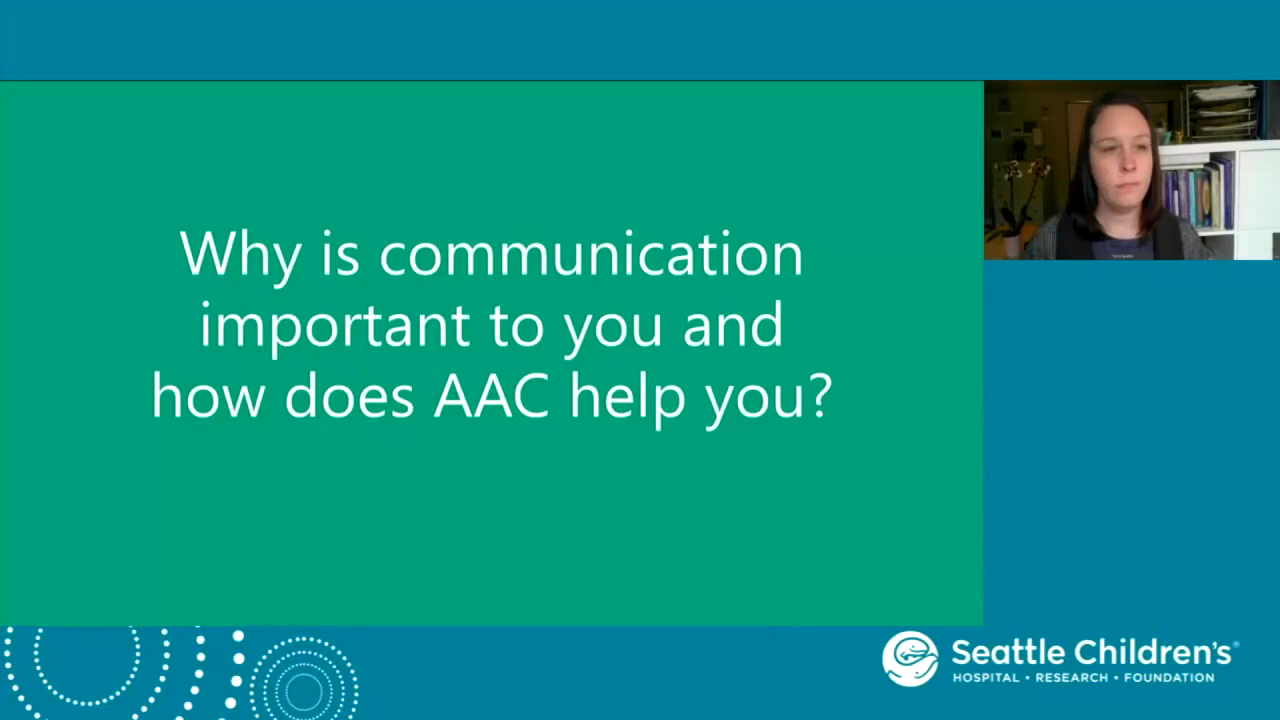 Why is communication
important to you and
how does AAC help you?
Seattle Children's®
HOSPITAL • RESEARCH • FOUNDATION